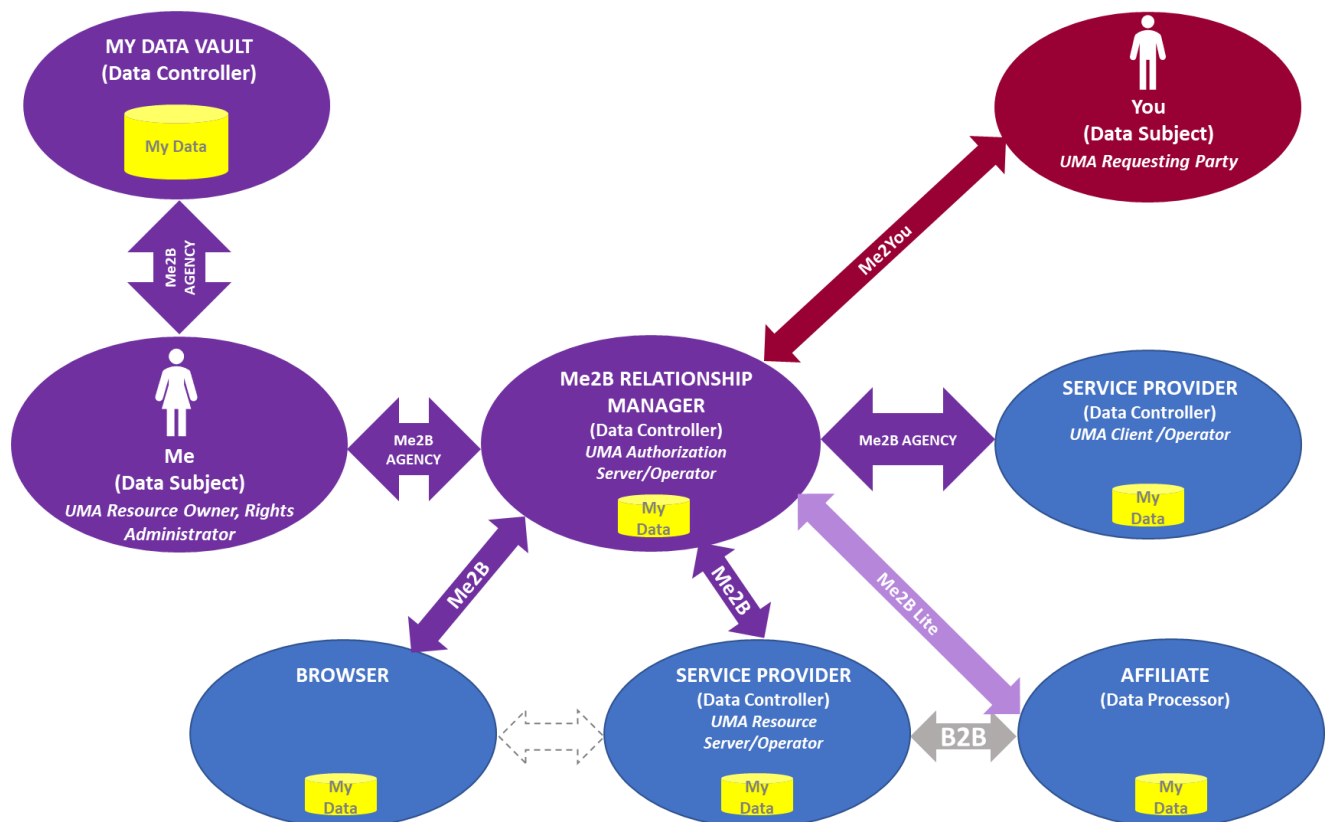 MY DATA VAULT
(Data Controller)
My Data
You
(Data Subject)
UMA Requesting Party
Me2B
AGENCY
Me2You
Me
(Data Subject)
UMA Resource Owner, Rights
Administrator
Me2B
AGENCY
Me2B RELATIONSHIP
MANAGER
(Data Controller)
UMA Authorization
Server/Operator
My
Data
Me2B AGENCY
SERVICE PROVIDER
(Data Controller)
UMA Client /Operator
My
Data
Me2B
Me2B
Me2B Lite
BROWSER
My
Data
SERVICE PROVIDER
(Data Controller)
UMA Resource
Server/Operator
My
Data
B2B
AFFILIATE
(Data Processor)
My
Data